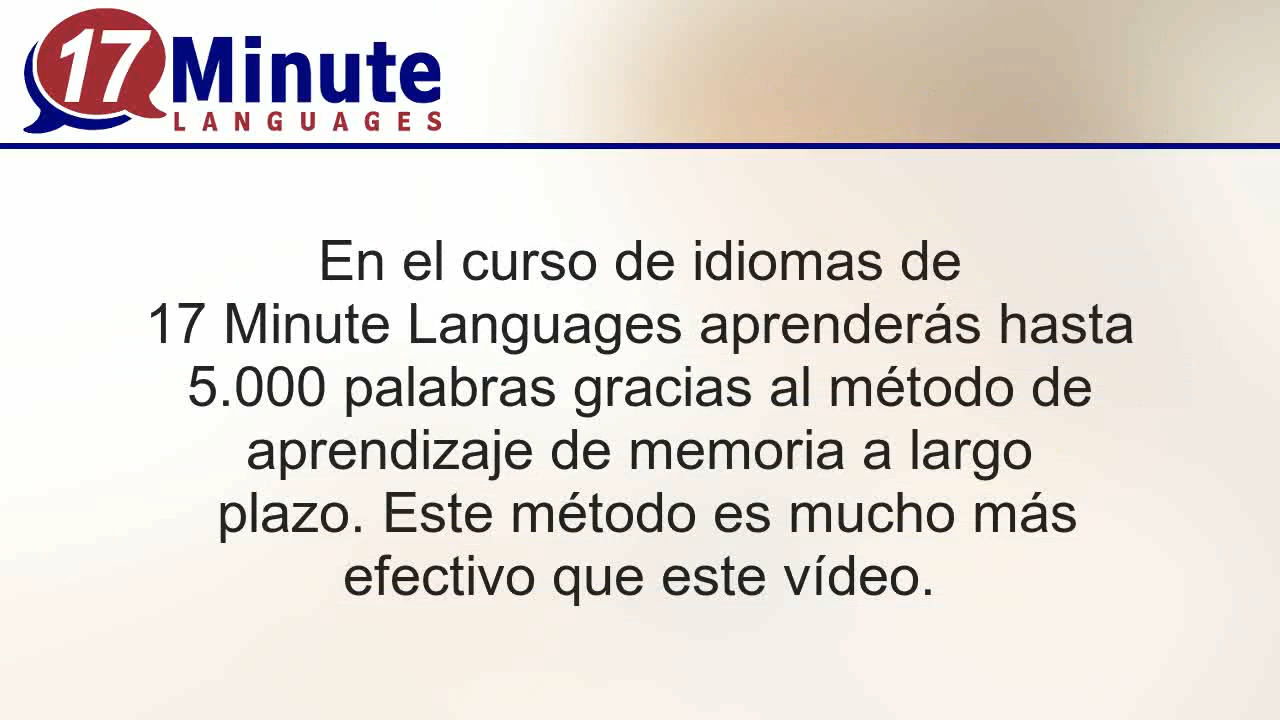 17 Minute
LANGUAGES
En el curso de idiomas de
17 Minute Languages aprenderás hasta
5.000 palabras gracias al método de
aprendizaje de memoria a largo
plazo. Este método es mucho más
efectivo que este vídeo.